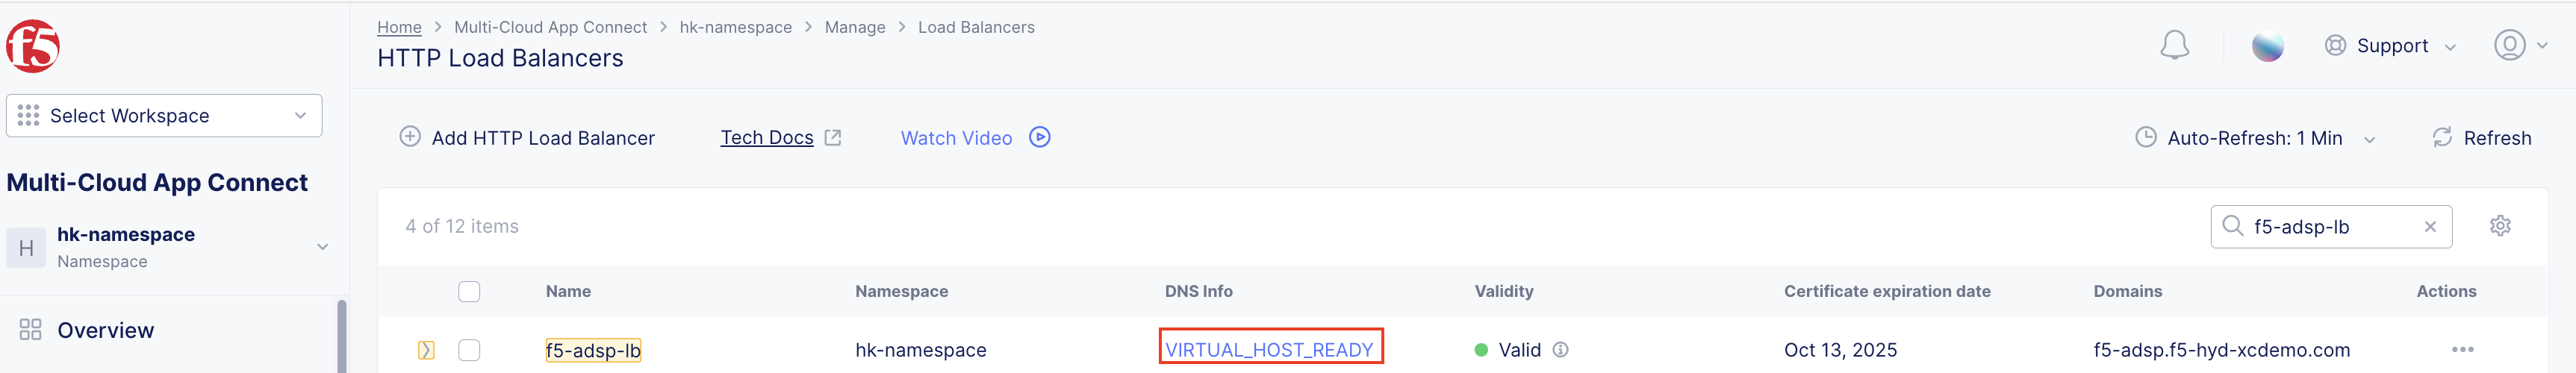 f5
Select Workspace
Multi-Cloud App Connect
H
hk-namespace
Namespace
Overview
Home > Multi-Cloud App Connect > hk-namespace > Manage > Load Balancers
HTTP Load Balancers
Support
Add HTTP Load Balancer Tech Docs Watch Video
Auto-Refresh: 1 Min Refresh
4 of 12 items
f5-adsp-lb
Name Namespace DNS Info Validity Certificate expiration date Domains Actions
f5-adsp-lb hk-namespace VIRTUAL_HOST_READY Valid Oct 13, 2025 f5-adsp.f5-hyd-xcdemo.com